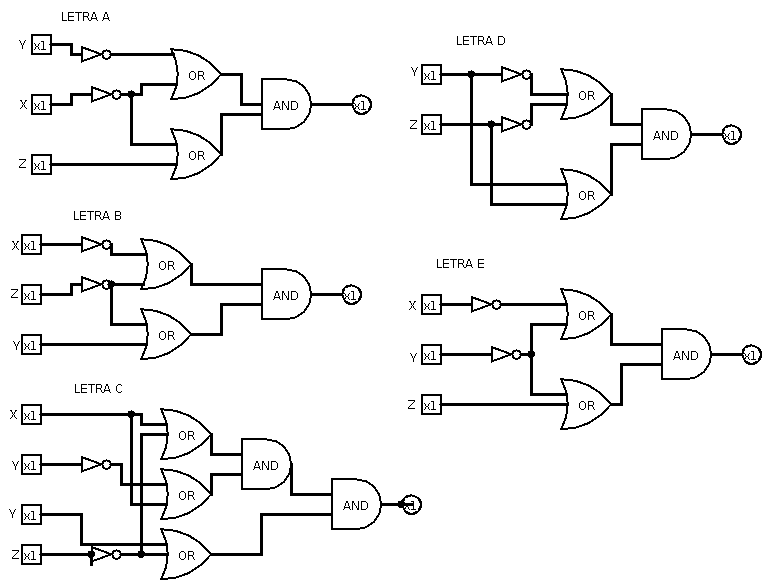 LETRA A
Y x1
OR
X x1
AND x1
OR
Z x1
LETRA B
X x1
OR
Z x1
AND x1
OR
Y x1
LETRA C
X x1
OR
Y x1
AND
OR
AND x1
Y x1
Z x1
OR
LETRA D
Y x1
OR
Z x1
AND x1
OR
LETRA E
X x1
OR
Y x1
AND x1
Z x1
OR